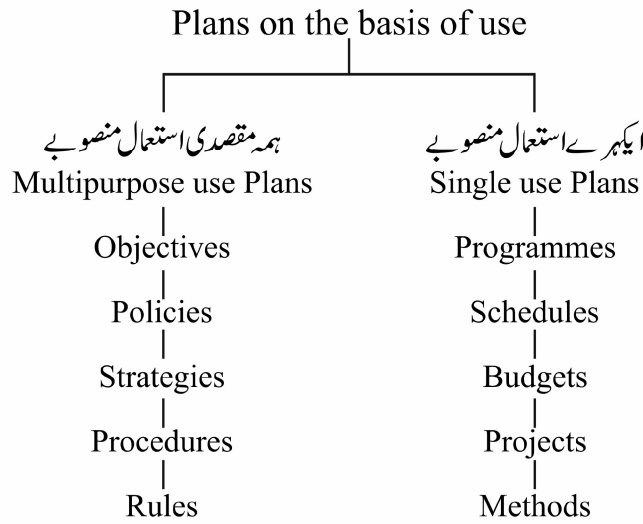 Plans on the basis of use
ہمہ مقصدی استعمال منصوبے
Multipurpose use Plans
Objectives
Policies
Strategies
Procedures
Rules
ایکہرے استعمال منصوبے
Single use Plans
Programmes
Schedules
Budgets
Projects
Methods